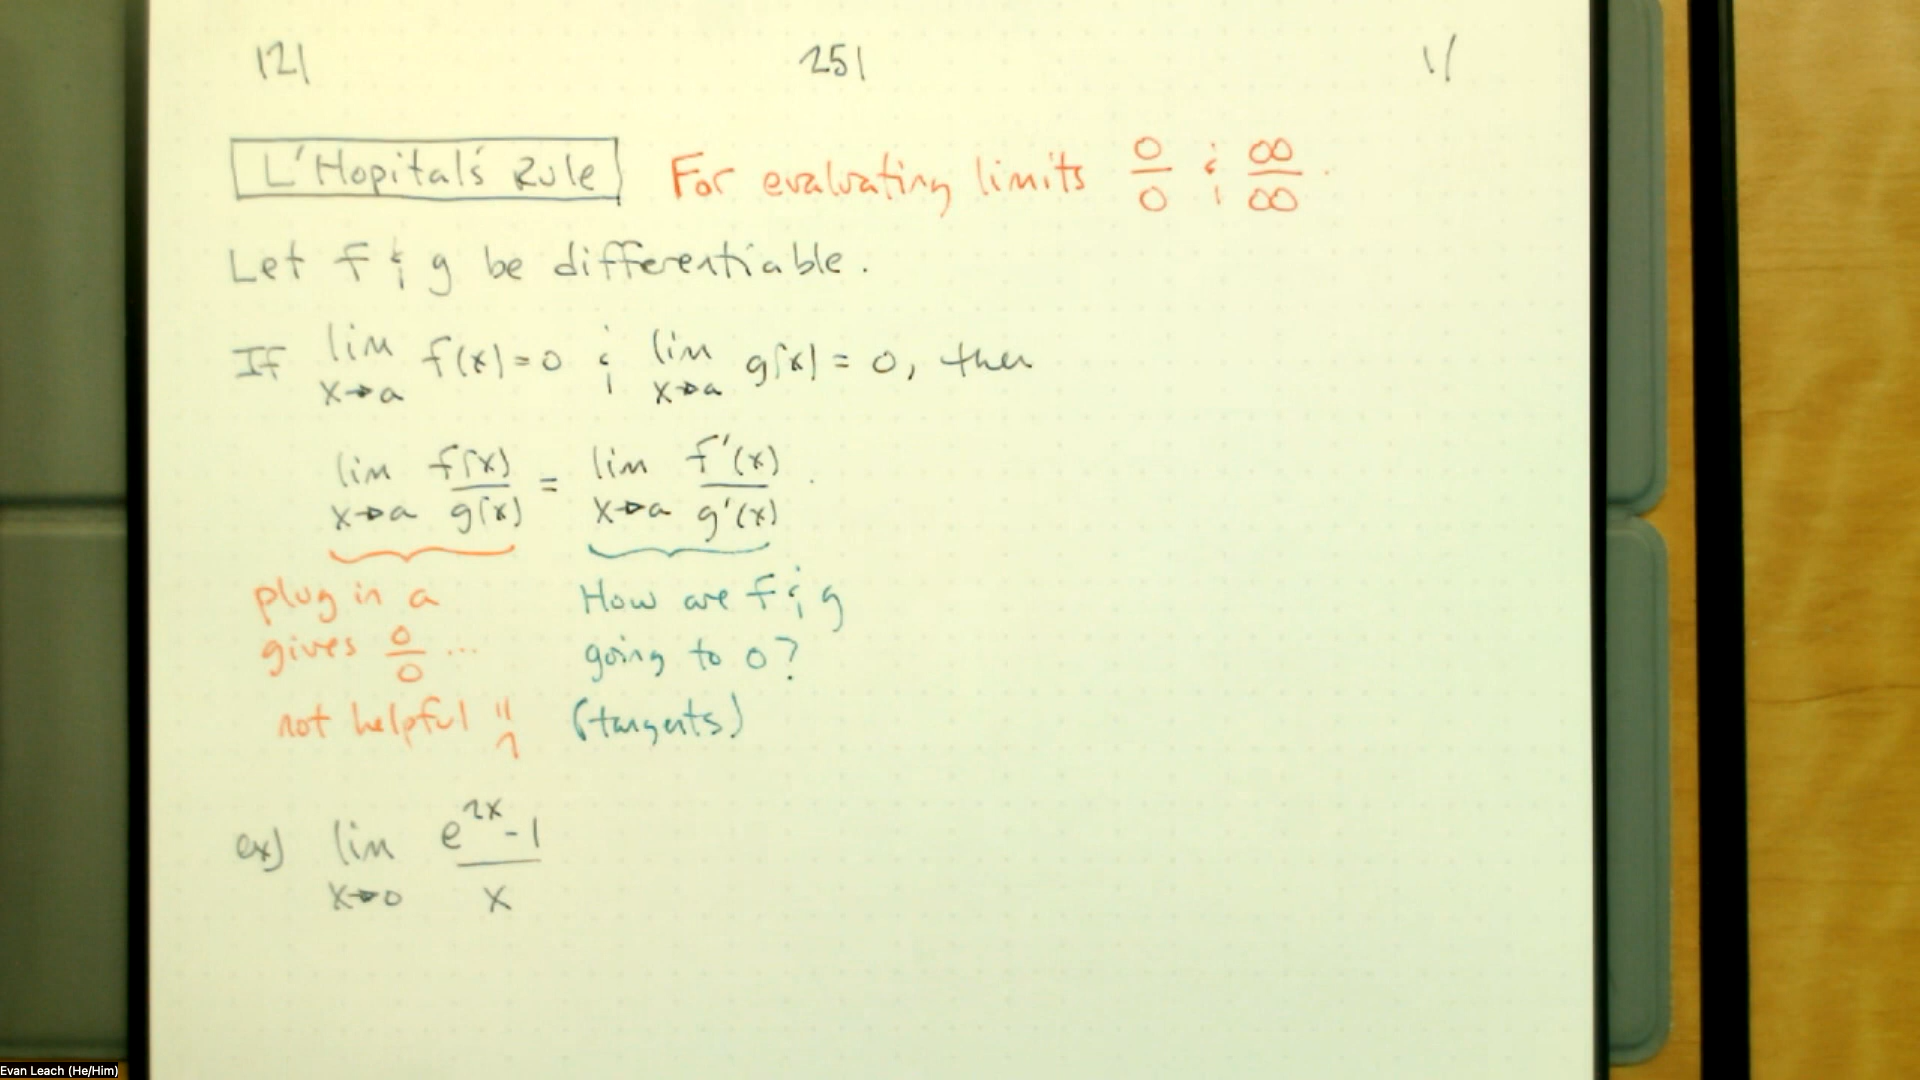 121 251 1/
L'Hopital's Rule For evaluating limits 0/0 & ∞/∞.
Let f & g be differentiable.
If lim x→a f(x) = 0 & lim x→a g(x) = 0, then
lim x→a f(x)/g(x) = lim x→a f'(x)/g'(x).
plug in a
gives 0/0 ...
not helpful
How are f & g
going to 0?
(tangents)
ex) lim x→0 e^2x - 1 / x
Evan Leach (He/Him)